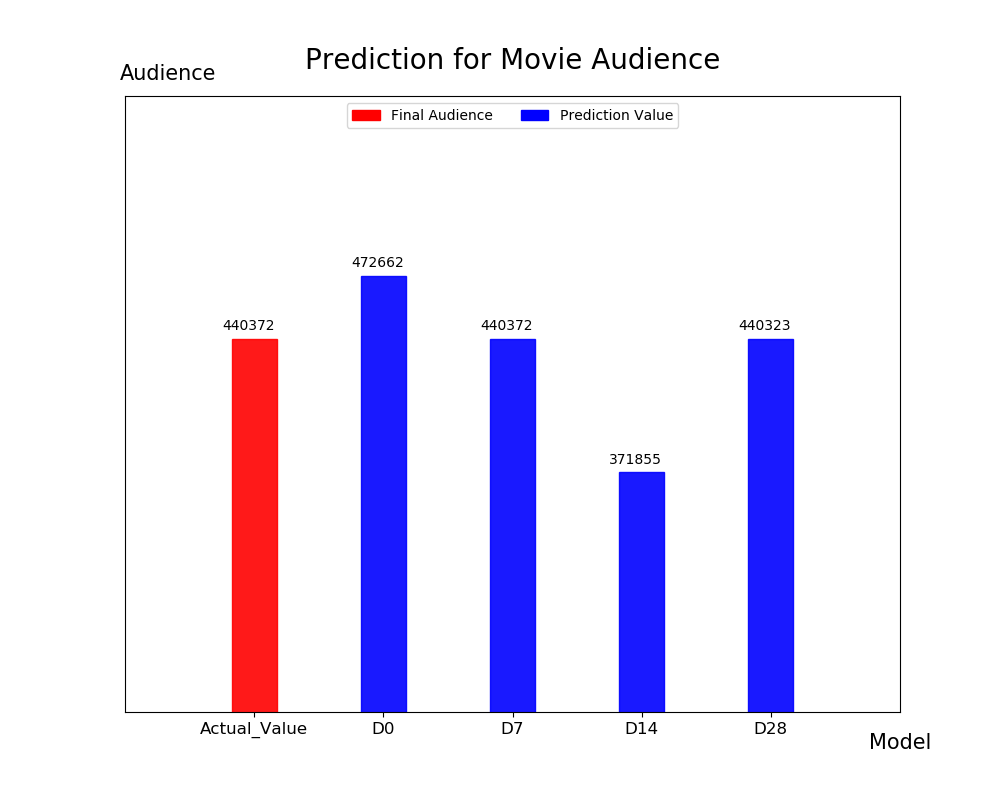 Prediction for Movie Audience
Audience
Final Audience Prediction Value
472662
440372 440372 440323
371855
Actual_Value D0 D7 D14 D28
Model